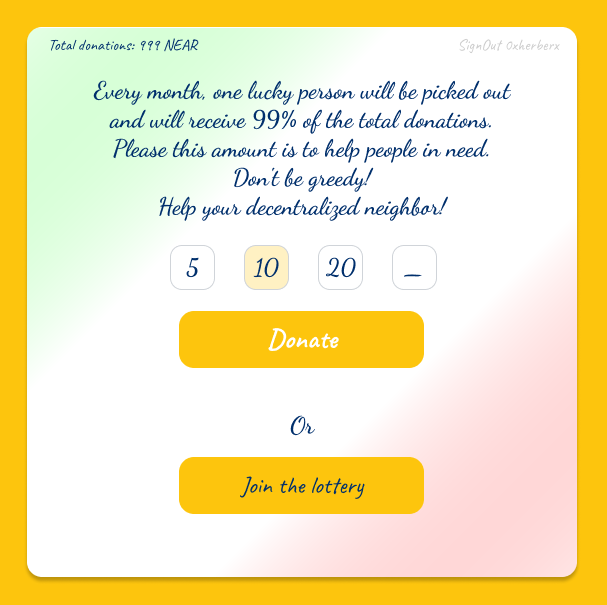 Total donations: 999 NEAR
SignOut 0xherberx
Every month, one lucky person will be picked out
and will receive 99% of the total donations.
Please this amount is to help people in need.
Don't be greedy!
Help your decentralized neighbor!
5 10 20 _
Donate
Or
Join the lottery